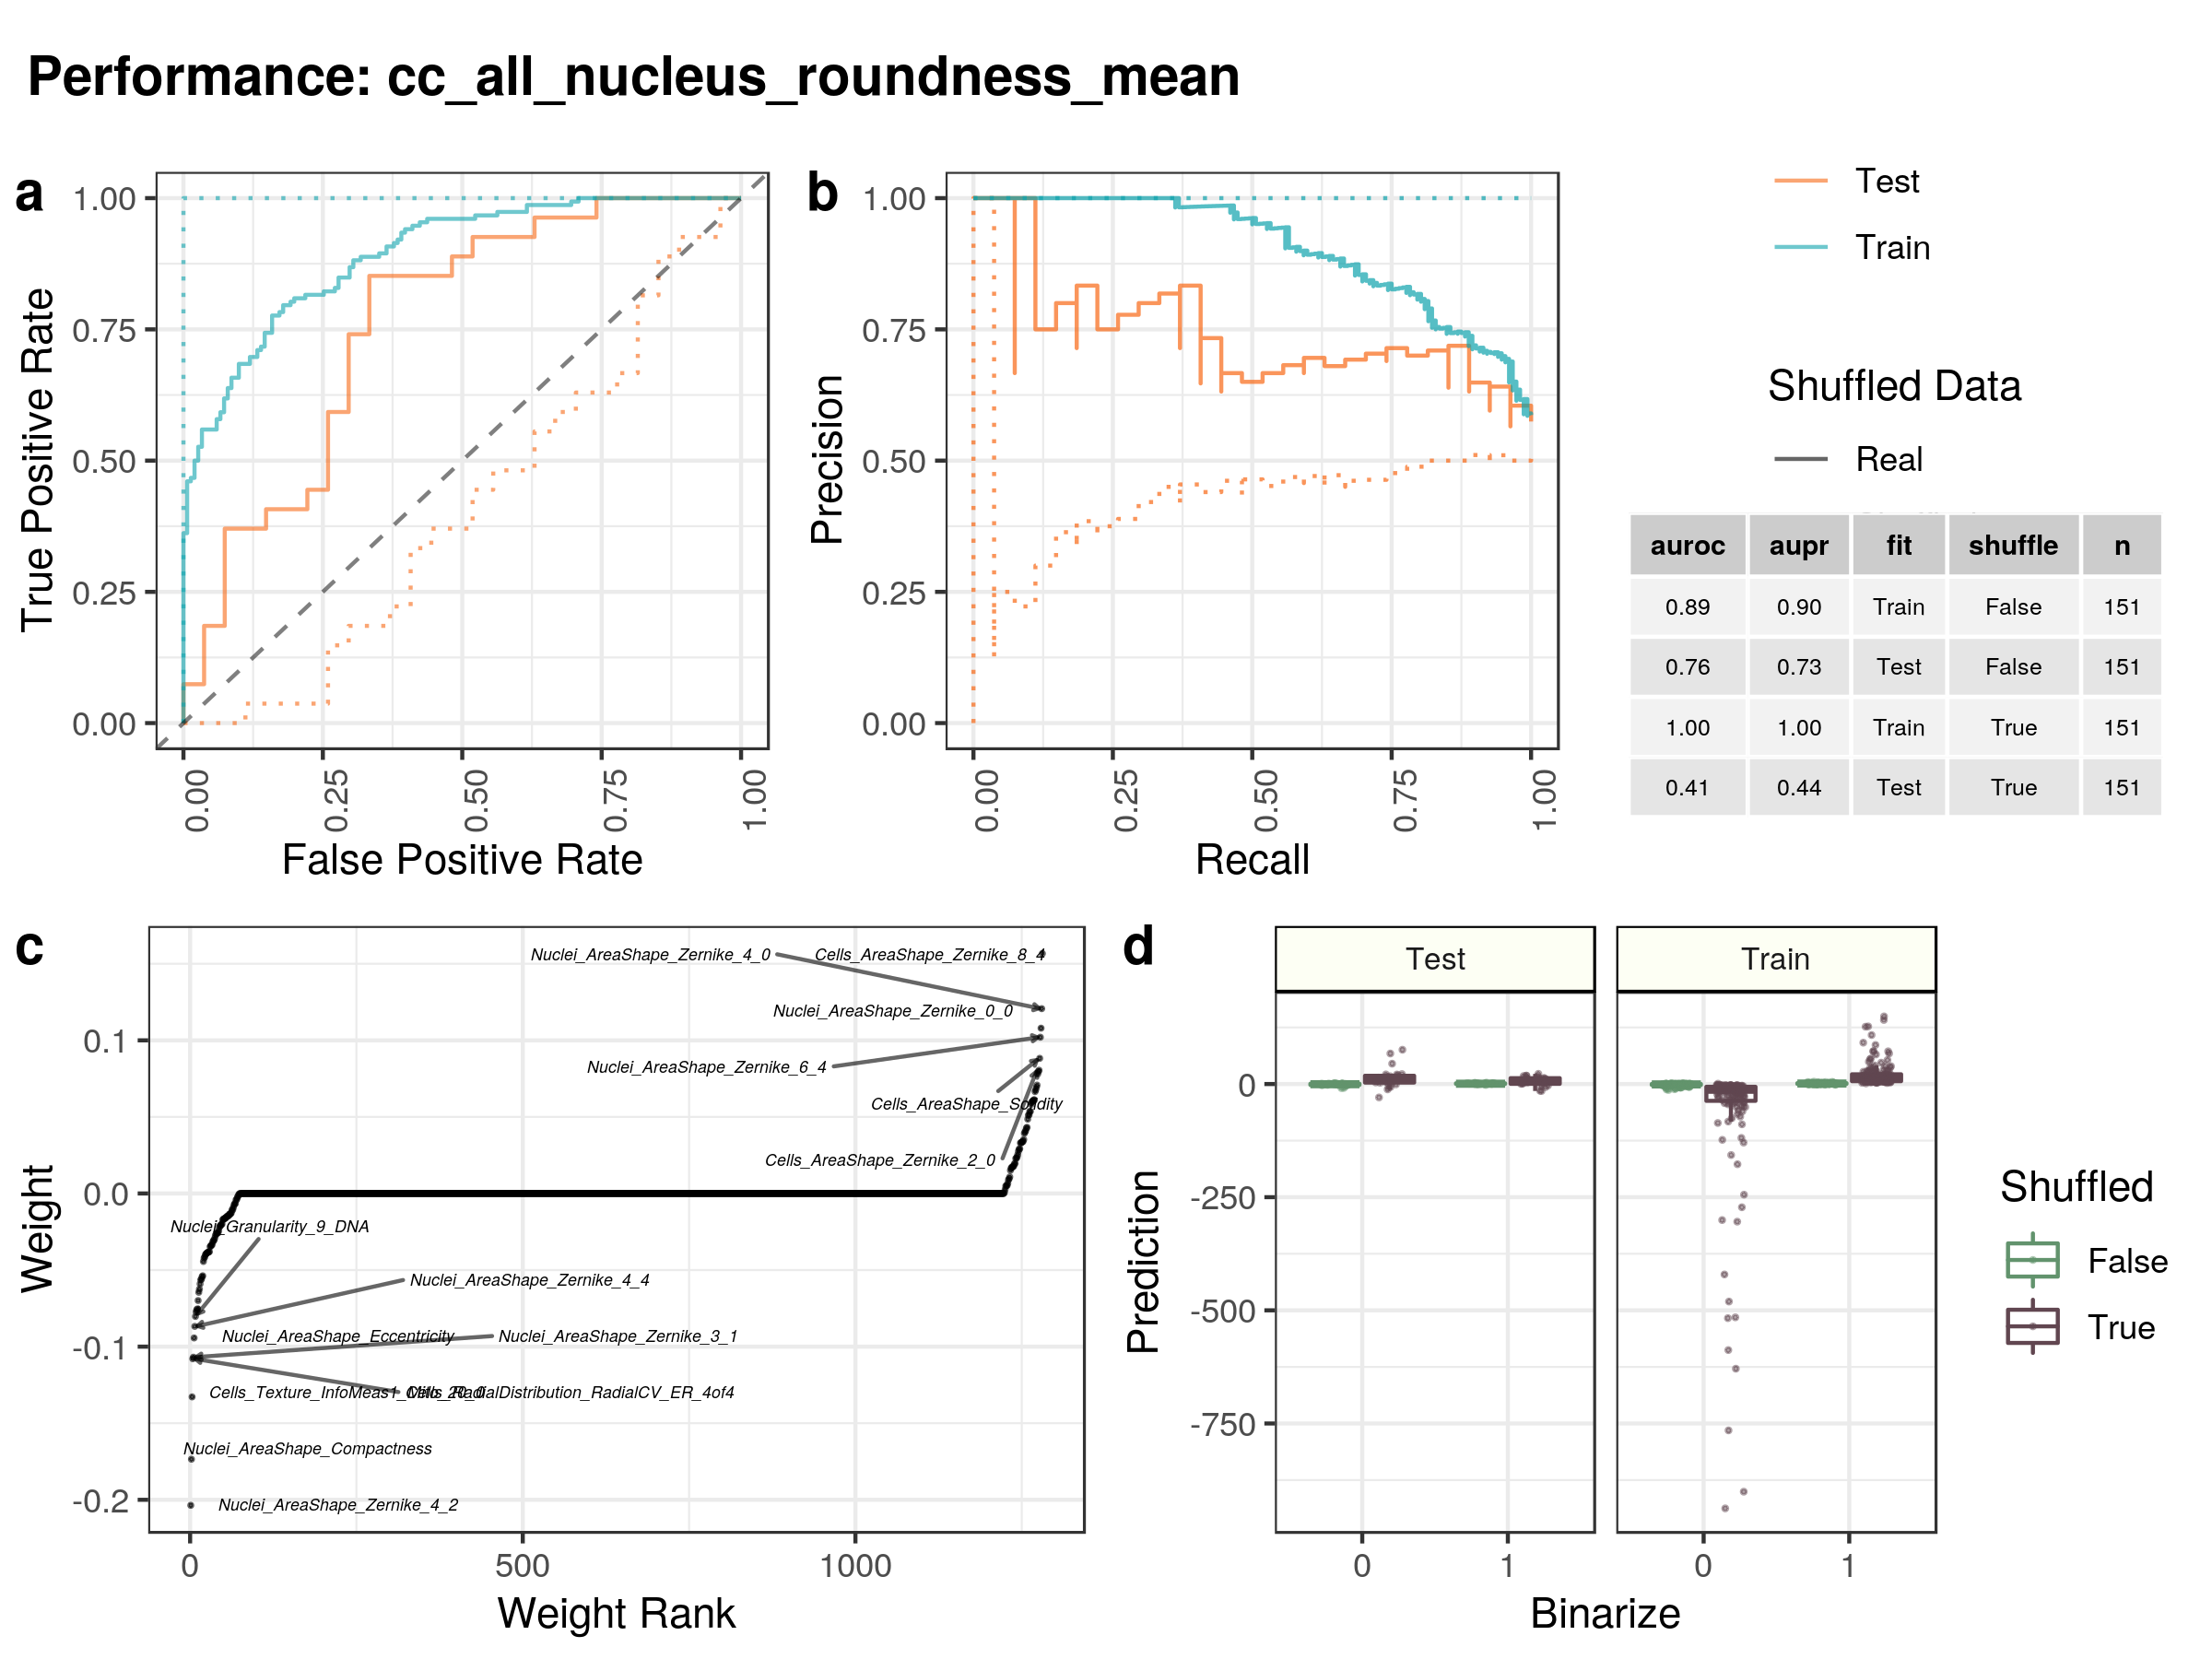 Performance: cc_all_nucleus_roundness_mean
a
True Positive Rate
1.00
0.75
0.50
0.25
0.00
0.00 0.25 0.50 0.75 1.00
False Positive Rate
b
Precision
1.00
0.75
0.50
0.25
0.00
0.00 0.25 0.50 0.75 1.00
Recall
Test
Train
Shuffled Data
Real
auroc aupr fit shuffle n
0.89 0.90 Train False 151
0.76 0.73 Test False 151
1.00 1.00 Train True 151
0.41 0.44 Test True 151
c
Weight
0.1
0.0
-0.1
-0.2
Nuclei_AreaShape_Zernike_4_0
Cells_AreaShape_Zernike_8_4
Nuclei_AreaShape_Zernike_0_0
Nuclei_AreaShape_Zernike_6_4
Cells_AreaShape_Solidity
Cells_AreaShape_Zernike_2_0
Nuclei_Granularity_9_DNA
Nuclei_AreaShape_Zernike_4_4
Nuclei_AreaShape_Eccentricity
Nuclei_AreaShape_Zernike_3_1
Cells_Texture_InfoMeas1_Mito_20_0
Cells_RadialDistribution_RadialCV_ER_4of4
Nuclei_AreaShape_Compactness
Nuclei_AreaShape_Zernike_4_2
0 500 1000
Weight Rank
d
Test
Train
Prediction
0
-250
-500
-750
0 1
0 1
Binarize
Shuffled
False
True